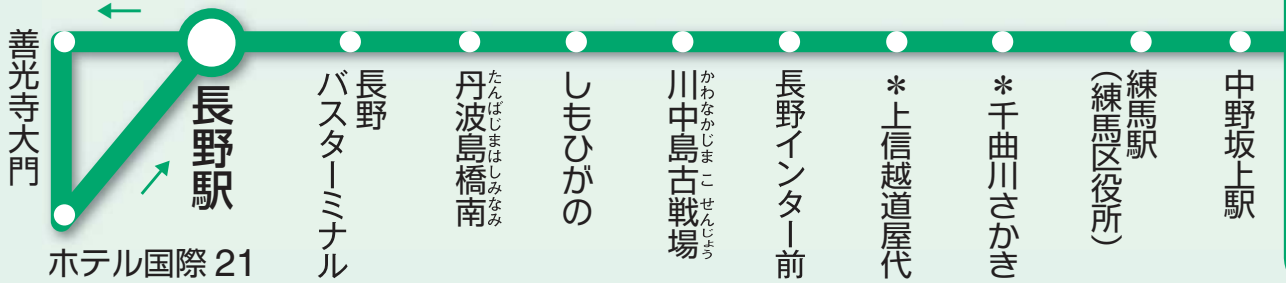 善光寺大門
長野駅
ホテル国際21
長野
バスターミナル
丹波島橋南
たんばじまはしみなみ
しもひがの
川中島古戦場
かわなかじまこせんじょう
長野インター前
*上信越道屋代
*千曲川さかき
練馬駅
(練馬区役所)
中野坂上駅